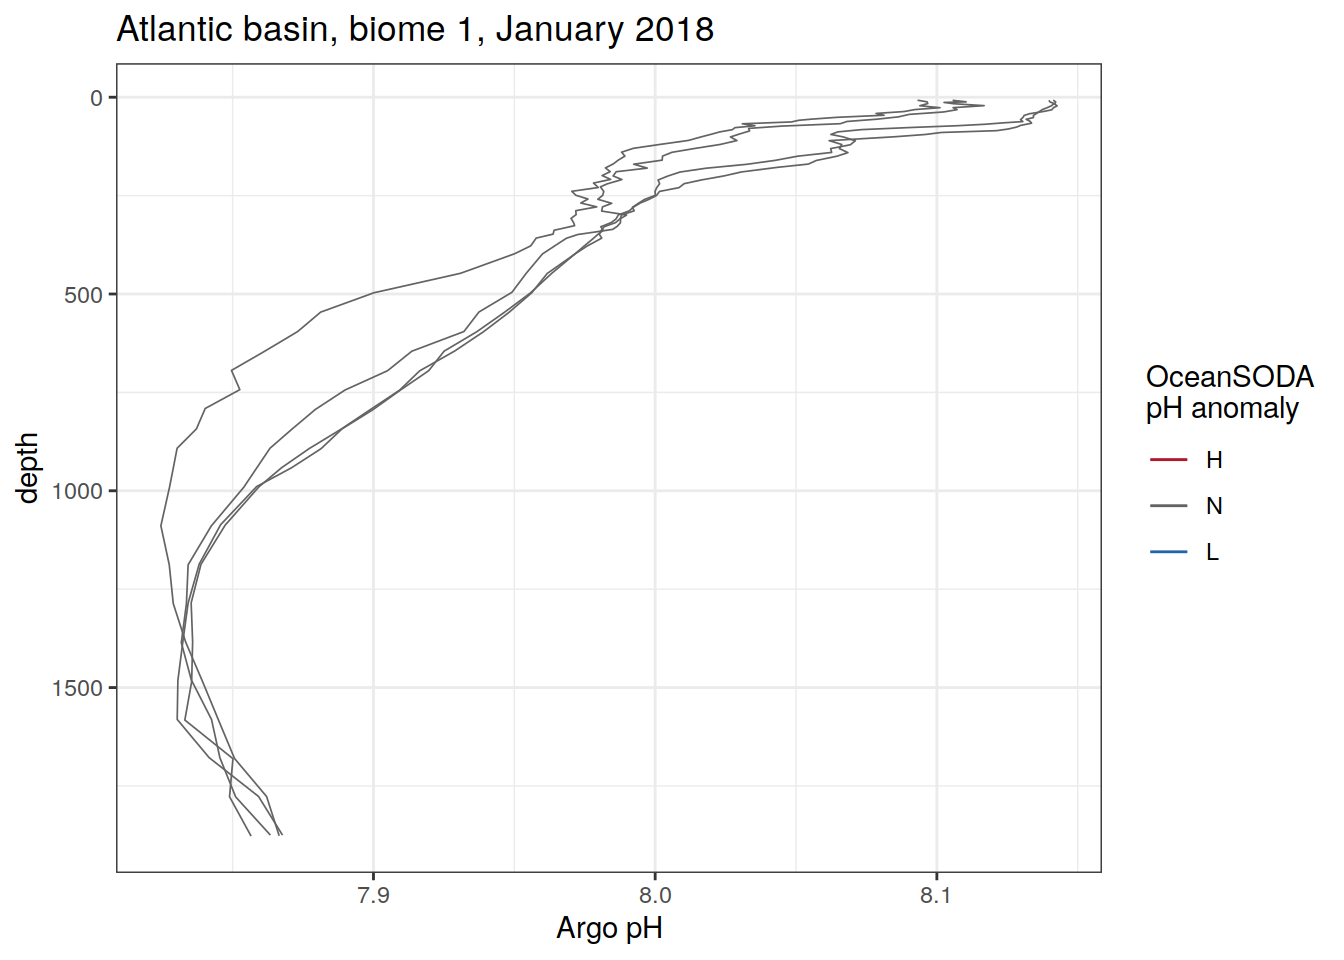 Atlantic basin, biome 1, January 2018
0
500
1000
1500
depth
7.9
8.0
8.1
Argo pH
OceanSODA
pH anomaly
H
N
L